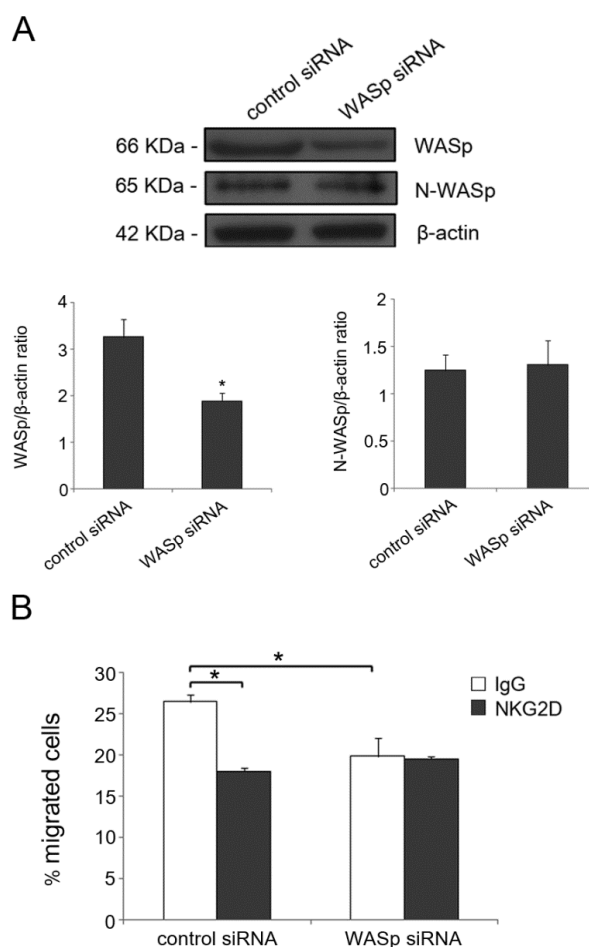 A
control siRNA
WASp siRNA
66 KDa -
WASp
65 KDa -
N-WASp
42 KDa -
β-actin
WASp/β-actin ratio
4
3
2
1
0
*
control siRNA
WASp siRNA
N-WASp/β-actin ratio
2
1.5
1
0.5
0
control siRNA
WASp siRNA
B
% migrated cells
30
25
20
15
10
5
0
*
*
IgG
NKG2D
control siRNA
WASp siRNA